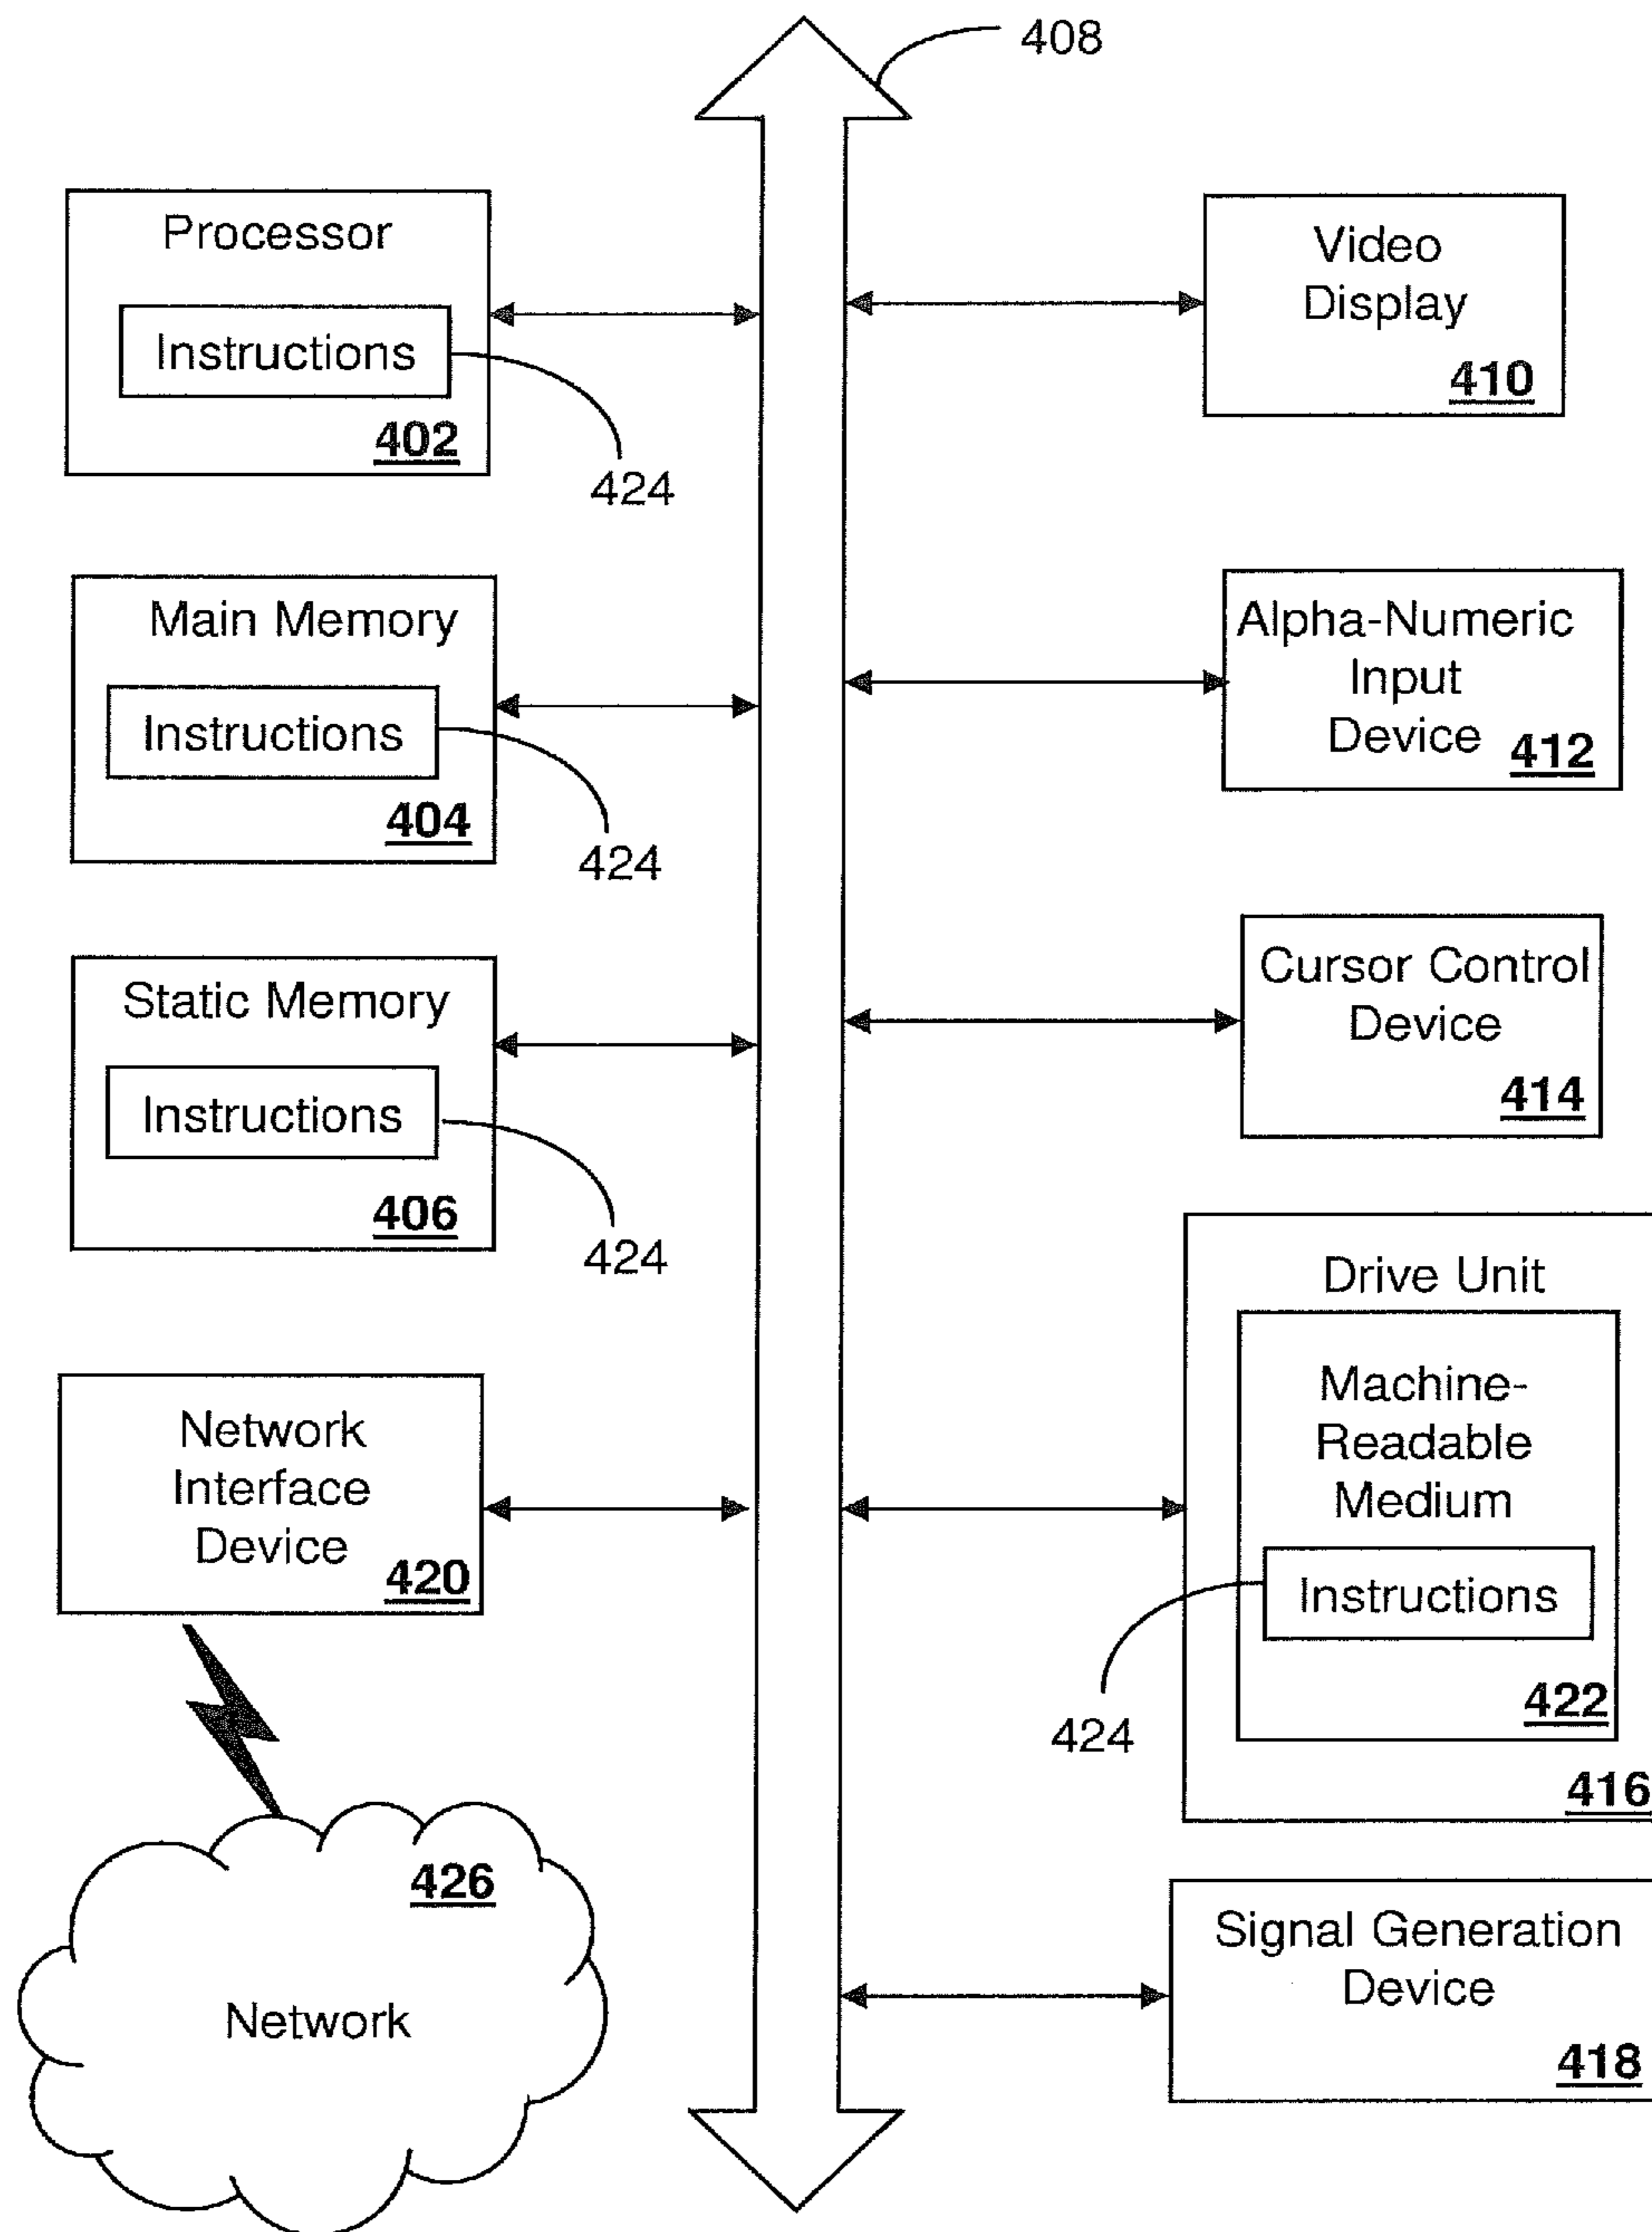 408
Processor
Instructions
402
424
Main Memory
Instructions
404
424
Static Memory
Instructions
406
424
Network
Interface
Device
420
426
Network
Video
Display
410
Alpha-Numeric
Input
Device
412
Cursor Control
Device
414
Drive Unit
Machine-
Readable
Medium
Instructions
424
422
416
Signal Generation
Device
418